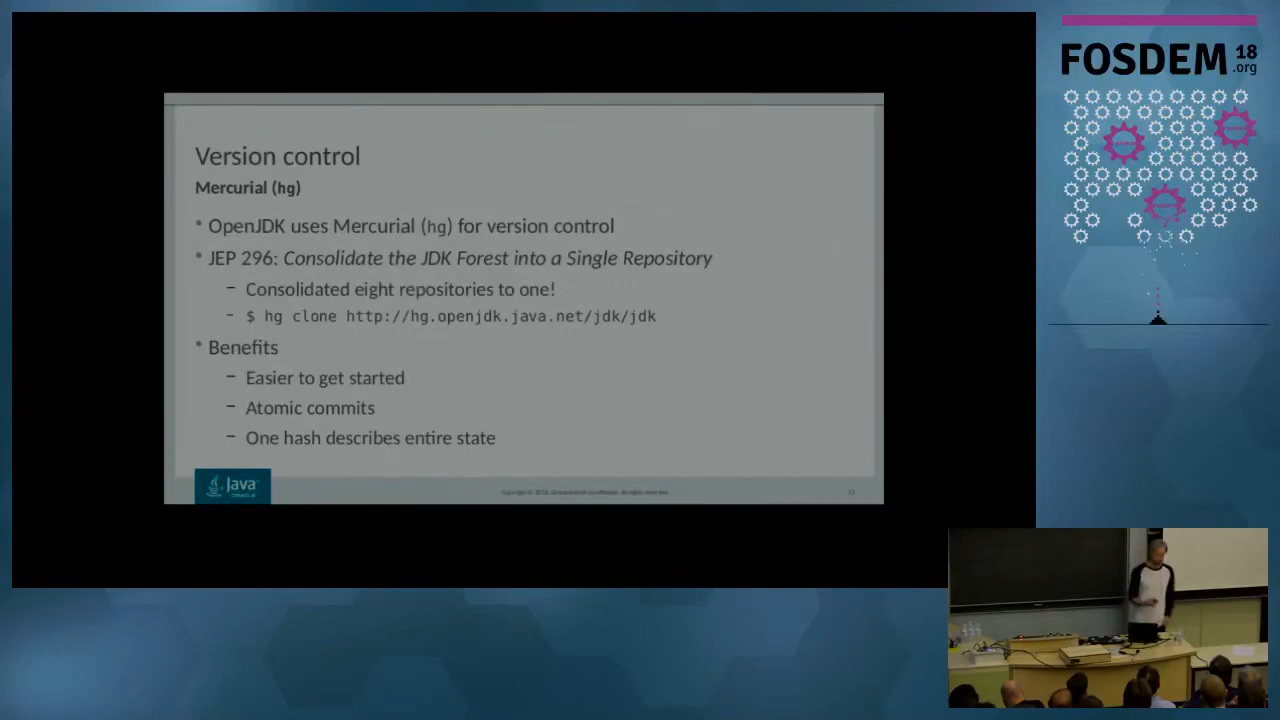 FOSDEM 18
.org
Version control
Mercurial (hg)
• OpenJDK uses Mercurial (hg) for version control
• JEP 296: Consolidate the JDK Forest into a Single Repository
– Consolidated eight repositories to one!
– $ hg clone http://hg.openjdk.java.net/jdk/jdk
• Benefits
– Easier to get started
– Atomic commits
– One hash describes entire state
Java
ORACLE